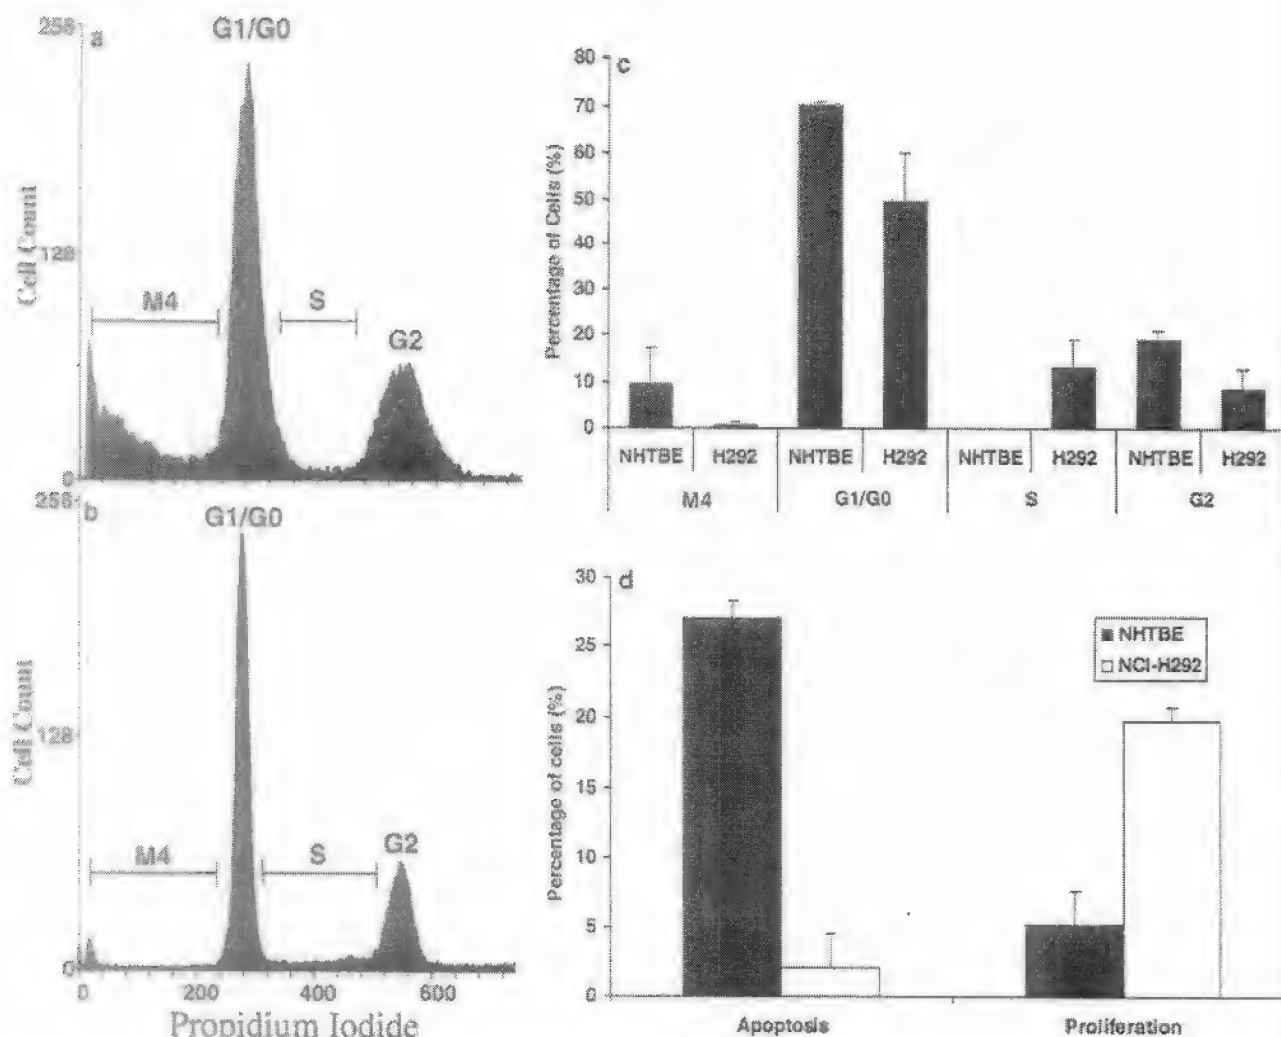 256
a
G1/G0
Cell Count
128
M4
S
G2
0
256
b
G1/G0
Cell Count
128
M4
S
G2
0
0 200 400 600
Propidium Iodide
c
80
70
60
50
40
30
20
10
0
Percentage of Cells (%)
NHTBE H292 NHTBE H292 NHTBE H292 NHTBE H292
M4 G1/G0 S G2
d
30
25
20
15
10
5
0
Percentage of cells (%)
NHTBE
NCI-H292
Apoptosis Proliferation